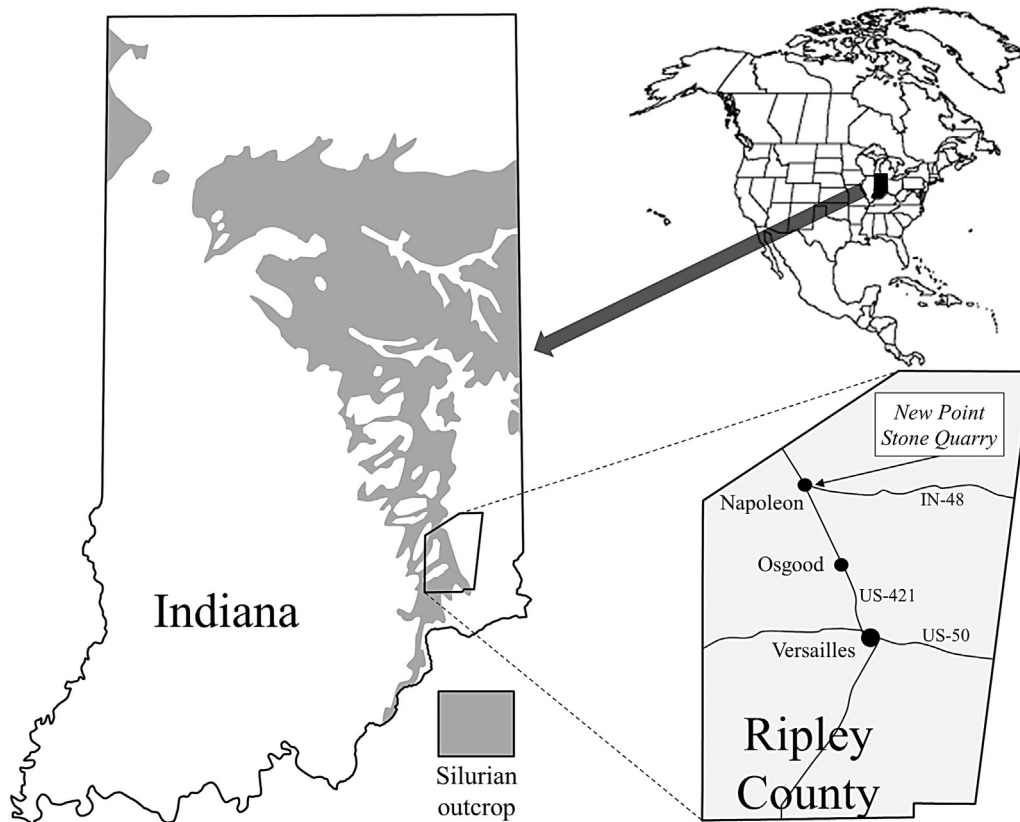 Indiana
Silurian
outcrop
New Point
Stone Quarry
Napoleon
IN-48
Osgood
US-421
US-50
Versailles
Ripley
County